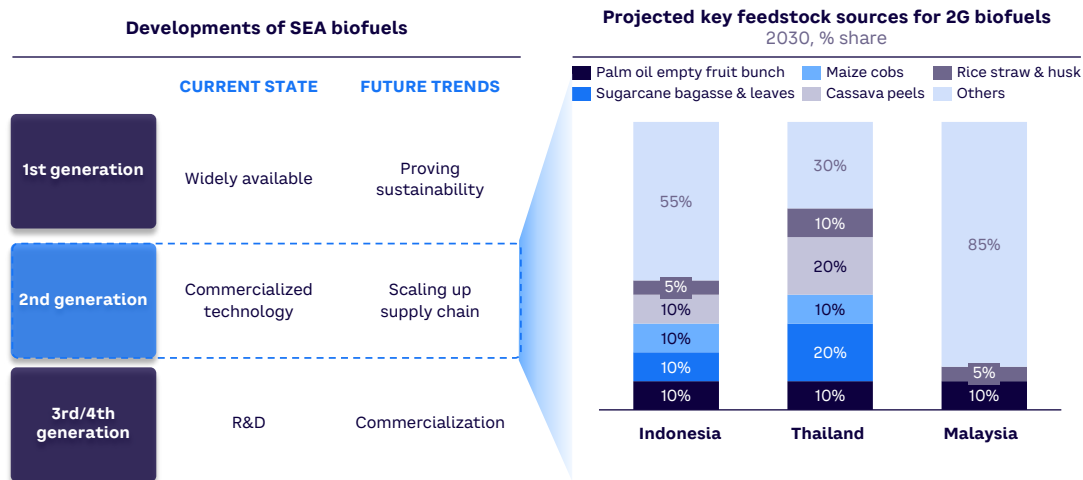 Developments of SEA biofuels
CURRENT STATE
FUTURE TRENDS
1st generation
Widely available
Proving
sustainability
2nd generation
Commercialized
technology
Scaling up
supply chain
3rd/4th
generation
R&D
Commercialization
Projected key feedstock sources for 2G biofuels
2030, % share
Palm oil empty fruit bunch
Maize cobs
Rice straw & husk
Sugarcane bagasse & leaves
Cassava peels
Others
55%
5%
10%
10%
10%
10%
Indonesia
30%
10%
20%
10%
20%
10%
Thailand
85%
5%
10%
Malaysia